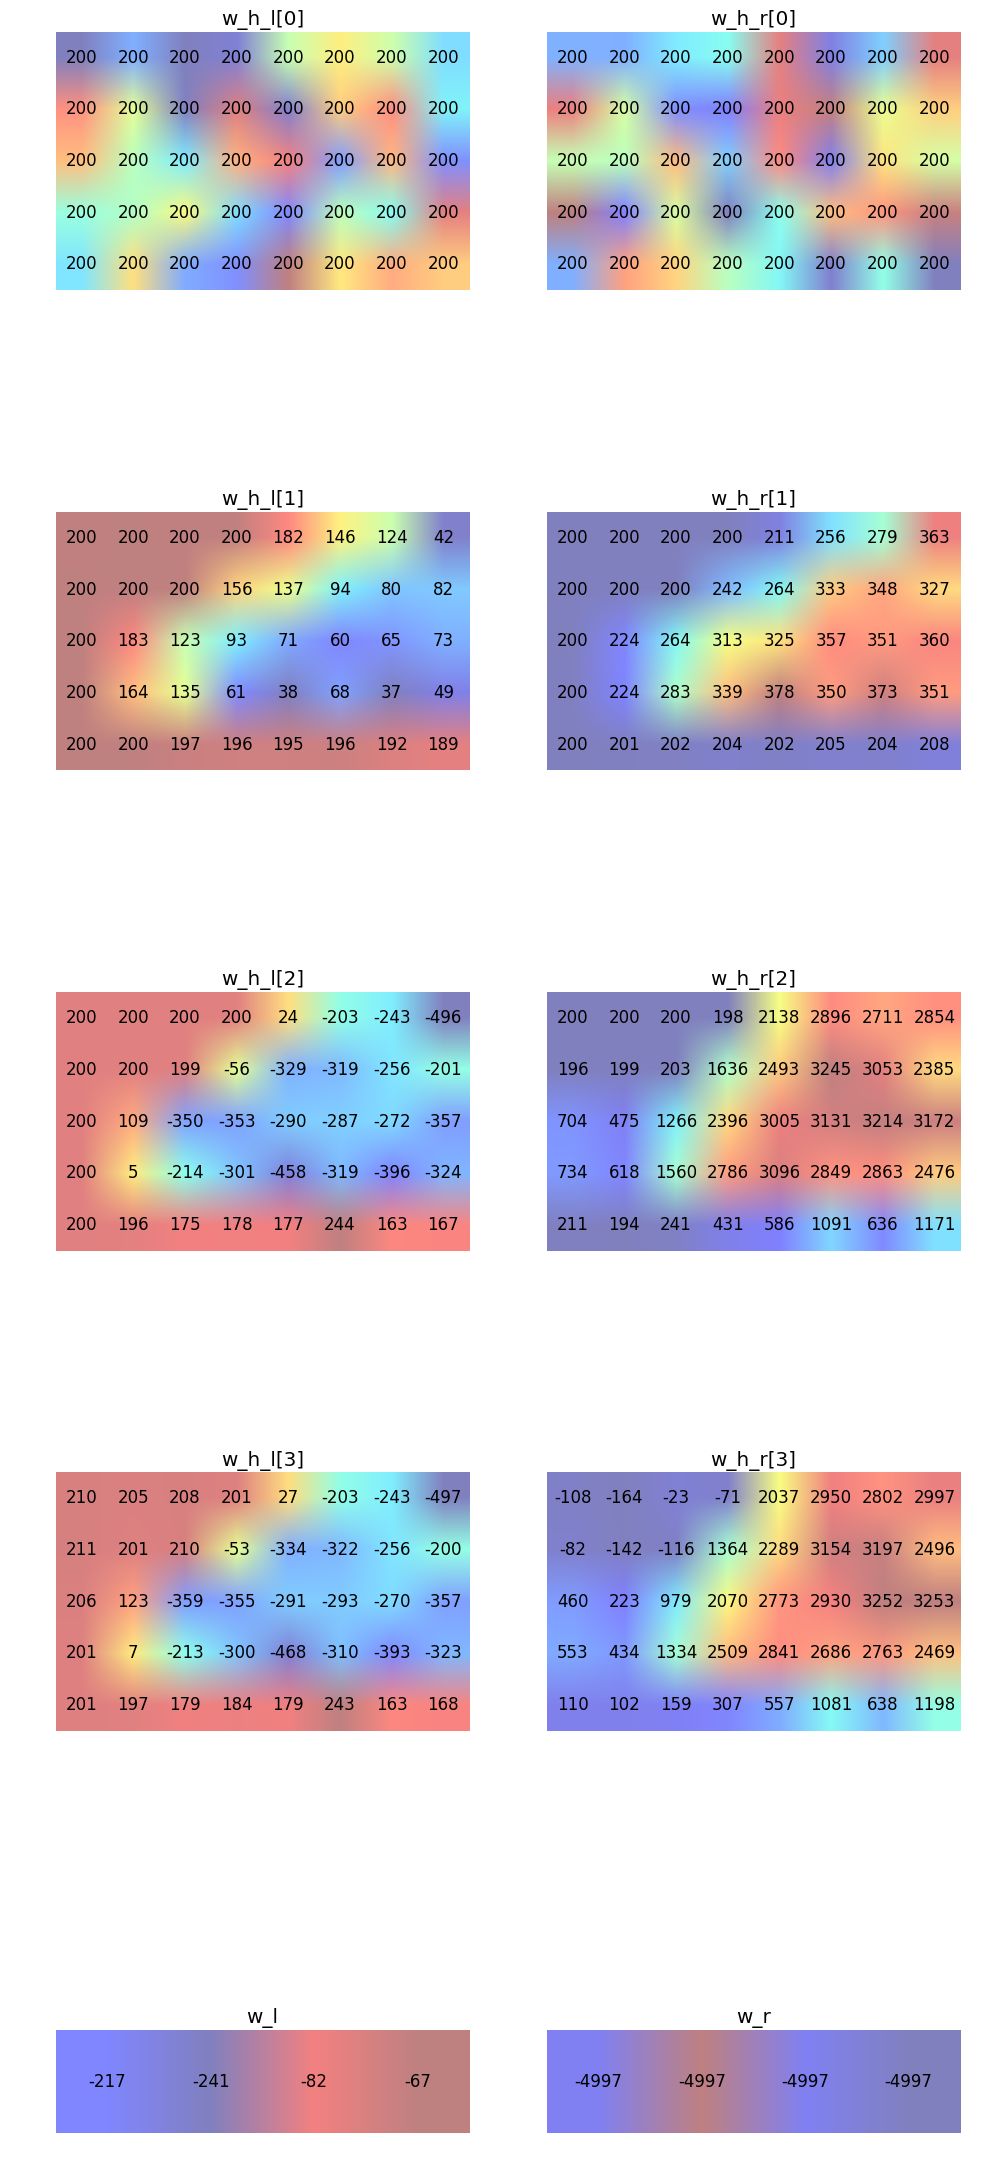 w_h_l[0] w_h_r[0]
200 200 200 200 200 200 200 200 200 200 200 200 200 200 200 200
200 200 200 200 200 200 200 200 200 200 200 200 200 200 200 200
200 200 200 200 200 200 200 200 200 200 200 200 200 200 200 200
200 200 200 200 200 200 200 200 200 200 200 200 200 200 200 200
200 200 200 200 200 200 200 200 200 200 200 200 200 200 200 200
w_h_l[1] w_h_r[1]
200 200 200 200 182 146 124 42 200 200 200 200 211 256 279 363
200 200 200 156 137 94 80 82 200 200 200 242 264 333 348 327
200 183 123 93 71 60 65 73 200 224 264 313 325 357 351 360
200 164 135 61 38 68 37 49 200 224 283 339 378 350 373 351
200 200 197 196 195 196 192 189 200 201 202 204 202 205 204 208
w_h_l[2] w_h_r[2]
200 200 200 200 24 -203 -243 -496 200 200 200 198 2138 2896 2711 2854
200 200 199 -56 -329 -319 -256 -201 196 199 203 1636 2493 3245 3053 2385
200 109 -350 -353 -290 -287 -272 -357 704 475 1266 2396 3005 3131 3214 3172
200 5 -214 -301 -458 -319 -396 -324 734 618 1560 2786 3096 2849 2863 2476
200 196 175 178 177 244 163 167 211 194 241 431 586 1091 636 1171
w_h_l[3] w_h_r[3]
210 205 208 201 27 -203 -243 -497 -108 -164 -23 -71 2037 2950 2802 2997
211 201 210 -53 -334 -322 -256 -200 -82 -142 -116 1364 2289 3154 3197 2496
206 123 -359 -355 -291 -293 -270 -357 460 223 979 2070 2773 2930 3252 3253
201 7 -213 -300 -468 -310 -393 -323 553 434 1334 2509 2841 2686 2763 2469
201 197 179 184 179 243 163 168 110 102 159 307 557 1081 638 1198
w_l w_r
-217 -241 -82 -67 -4997 -4997 -4997 -4997